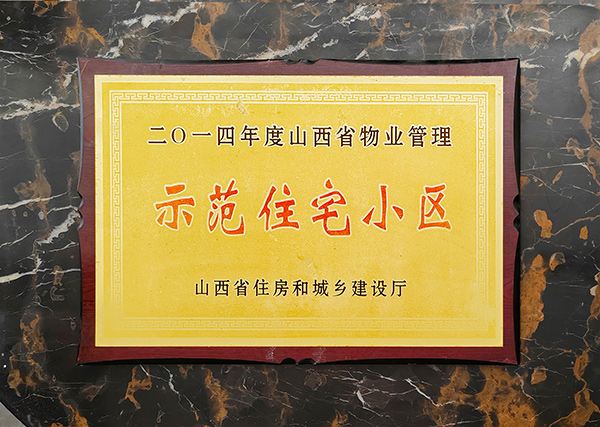 二〇一四年度山西省物业管理
示范住宅小区
山西省住房和城乡建设厅